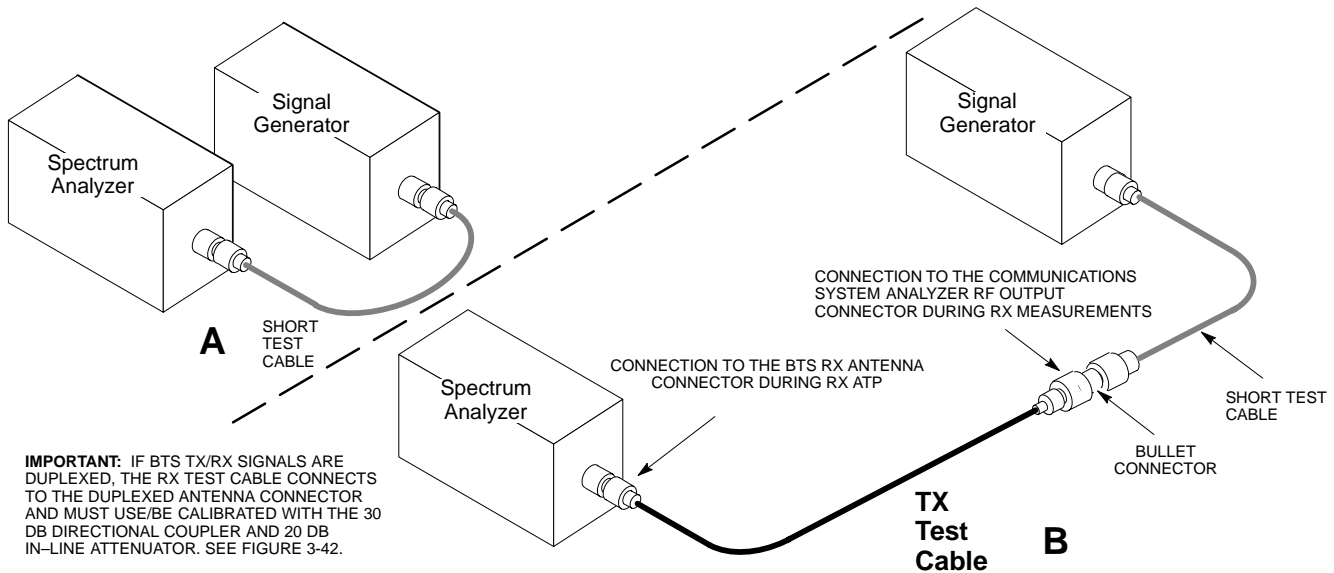 Spectrum
Analyzer
Signal
Generator
A
SHORT
TEST
CABLE
IMPORTANT: IF BTS TX/RX SIGNALS ARE
DUPLEXED, THE RX TEST CABLE CONNECTS
TO THE DUPLEXED ANTENNA CONNECTOR
AND MUST USE/BE CALIBRATED WITH THE 30
DB DIRECTIONAL COUPLER AND 20 DB
IN–LINE ATTENUATOR. SEE FIGURE 3-42.
Signal
Generator
CONNECTION TO THE COMMUNICATIONS
SYSTEM ANALYZER RF OUTPUT
CONNECTOR DURING RX MEASUREMENTS
CONNECTION TO THE BTS RX ANTENNA
CONNECTOR DURING RX ATP
Spectrum
Analyzer
SHORT TEST
CABLE
BULLET
CONNECTOR
TX
Test
Cable
B